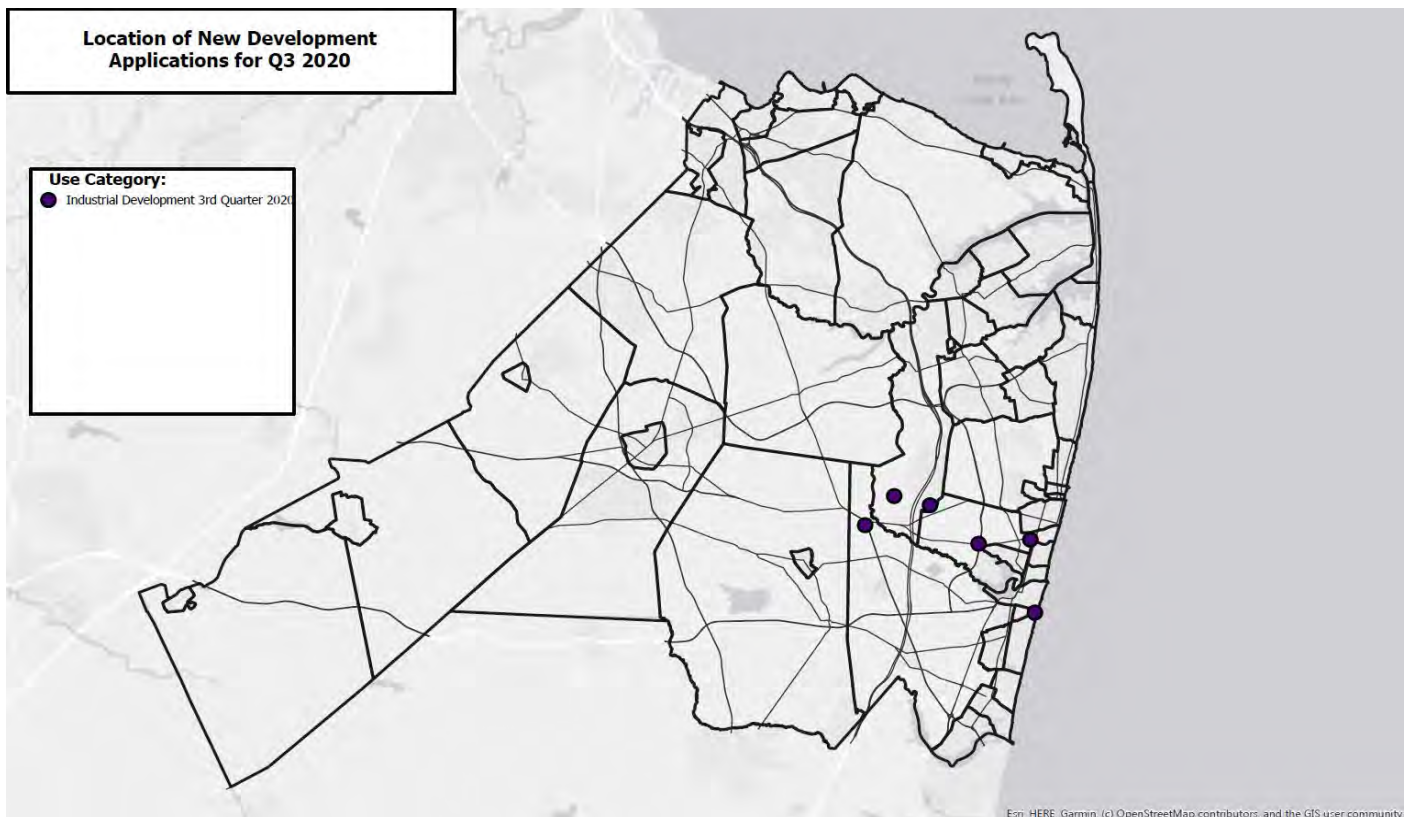 Location of New Development
Applications for Q3 2020
Use Category:
Industrial Development 3rd Quarter 2020
Esri, HERE, Garmin, (c) OpenStreetMap contributors, and the GIS user community